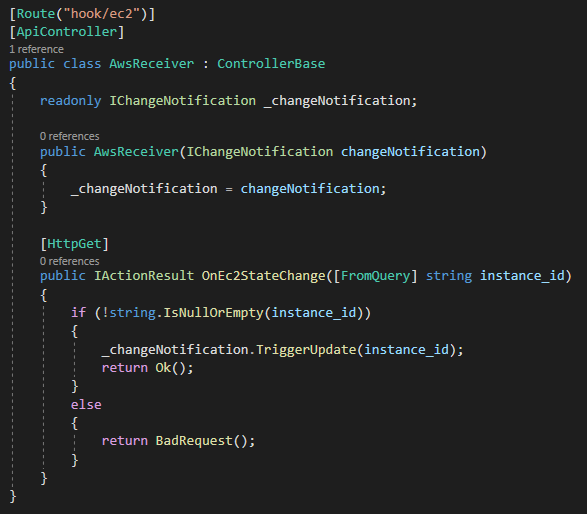 [Route("hook/ec2")]
[ApiController]
1 reference
public class AwsReceiver : ControllerBase
{
    readonly IChangeNotification _changeNotification;
    0 references
    public AwsReceiver(IChangeNotification changeNotification)
    {
        _changeNotification = changeNotification;
    }
    [HttpGet]
    0 references
    public IActionResult OnEc2StateChange([FromQuery] string instance_id)
    {
        if (!string.IsNullOrEmpty(instance_id))
        {
            _changeNotification.TriggerUpdate(instance_id);
            return Ok();
        }
        else
        {
            return BadRequest();
        }
    }
}